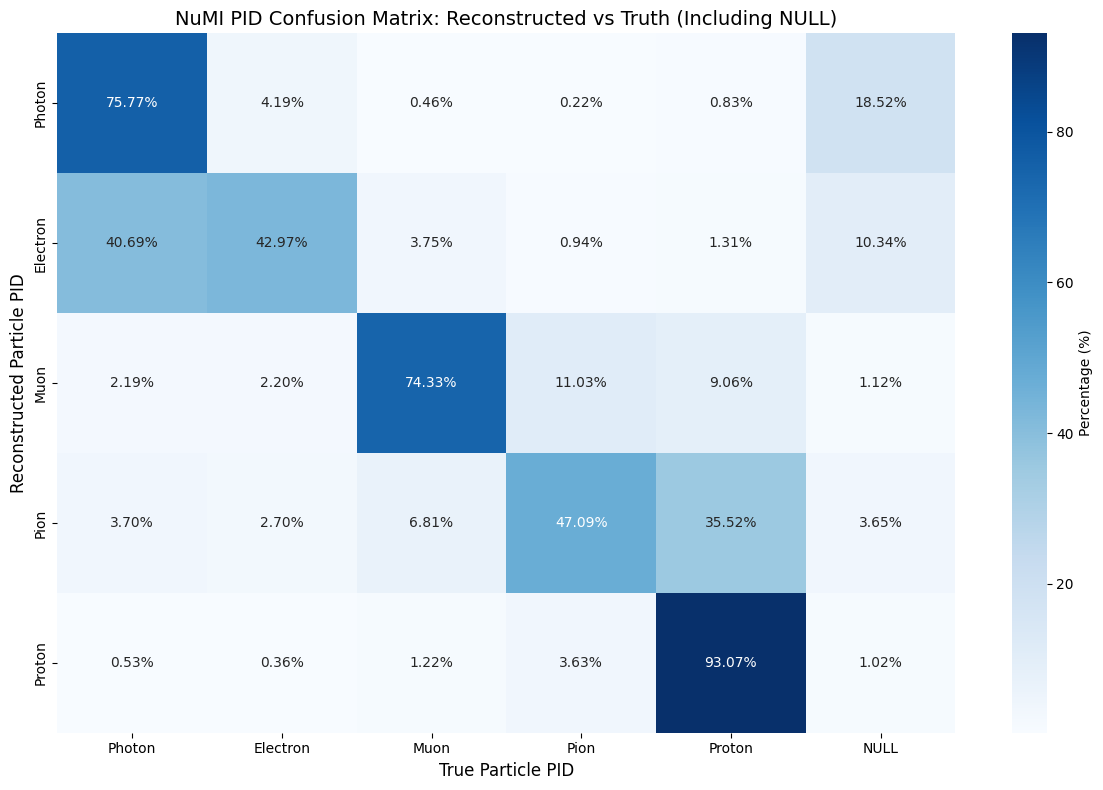 NuMI PID Confusion Matrix: Reconstructed vs Truth (Including NULL)
Reconstructed Particle PID
Photon
75.77% 4.19% 0.46% 0.22% 0.83% 18.52%
Electron
40.69% 42.97% 3.75% 0.94% 1.31% 10.34%
Muon
2.19% 2.20% 74.33% 11.03% 9.06% 1.12%
Pion
3.70% 2.70% 6.81% 47.09% 35.52% 3.65%
Proton
0.53% 0.36% 1.22% 3.63% 93.07% 1.02%
Photon Electron Muon Pion Proton NULL
True Particle PID
80
60
40
20
Percentage (%)